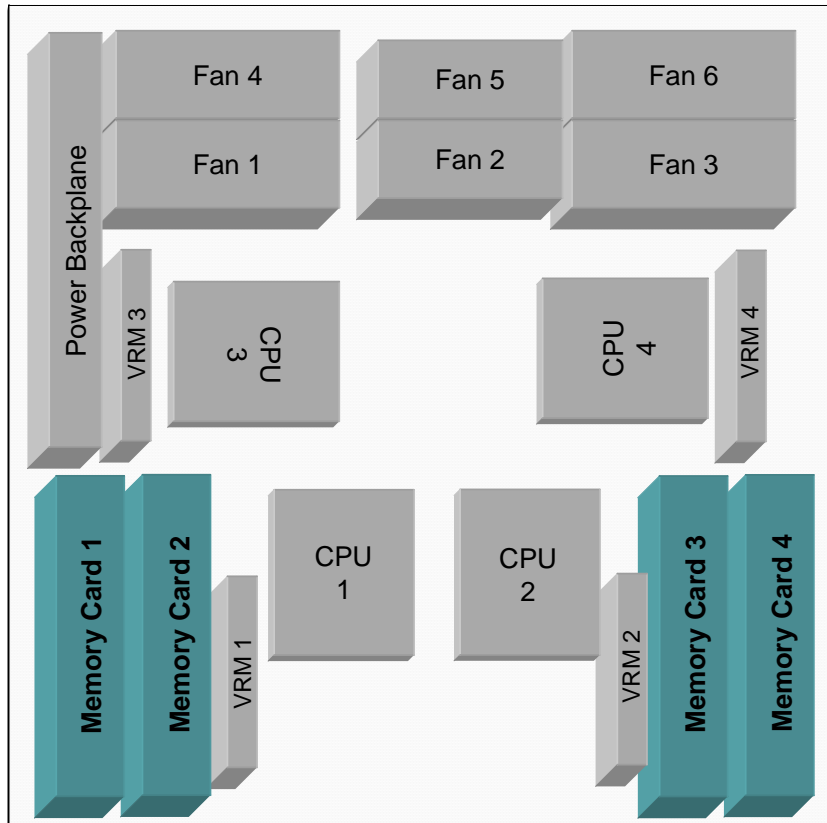 Fan 4
Fan 5
Fan 6
Fan 1
Fan 2
Fan 3
Power Backplane
VRM 3
CPU
3
CPU
4
VRM 4
Memory Card 1
Memory Card 2
VRM 1
CPU
1
CPU
2
VRM 2
Memory Card 3
Memory Card 4